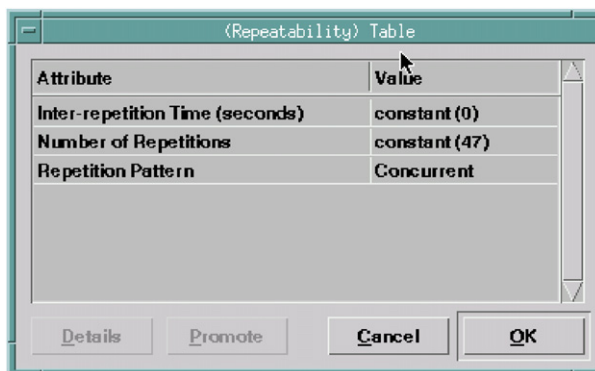 (Repeatability) Table
Attribute Value
Inter-repetition Time (seconds) constant (0)
Number of Repetitions constant (47)
Repetition Pattern Concurrent
Details Promote Cancel OK